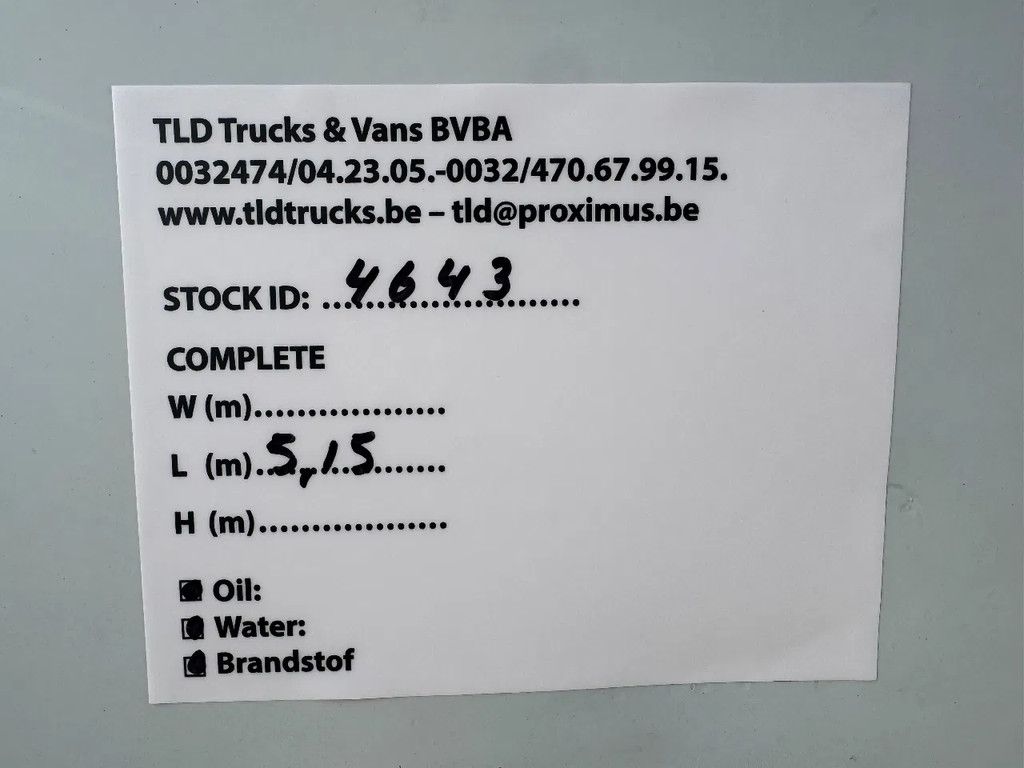 TLD Trucks & Vans BVBA
0032474/04.23.05.-0032/470.67.99.15.
www.tldtrucks.be – tld@proximus.be
STOCK ID: ...4643...
COMPLETE
W (m)..................
L (m)..5,15.......
H (m)..................
■ Oil:
■ Water:
■ Brandstof